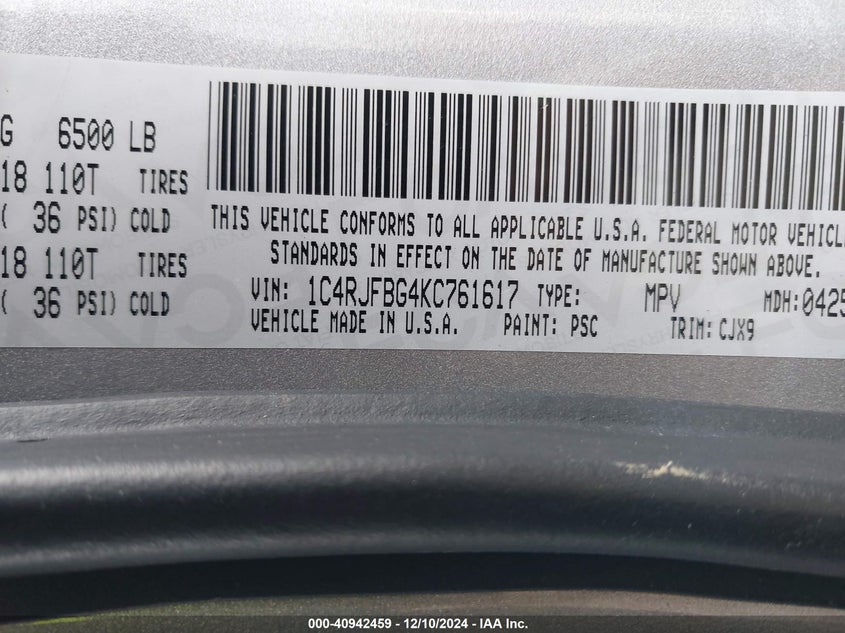 G 6500 LB
18 110T TIRES
( 36 PSI) COLD
18 110T TIRES
( 36 PSI) COLD
THIS VEHICLE CONFORMS TO ALL APPLICABLE U.S.A. FEDERAL MOTOR VEHICLE
STANDARDS IN EFFECT ON THE DATE OF MANUFACTURE SHOWN ABOVE.
VIN: 1C4RJFBG4KC761617 TYPE: MPV MDH: 0425
VEHICLE MADE IN U.S.A. PAINT: PSC TRIM: CJX9
000-40942459 - 12/10/2024 - IAA Inc.